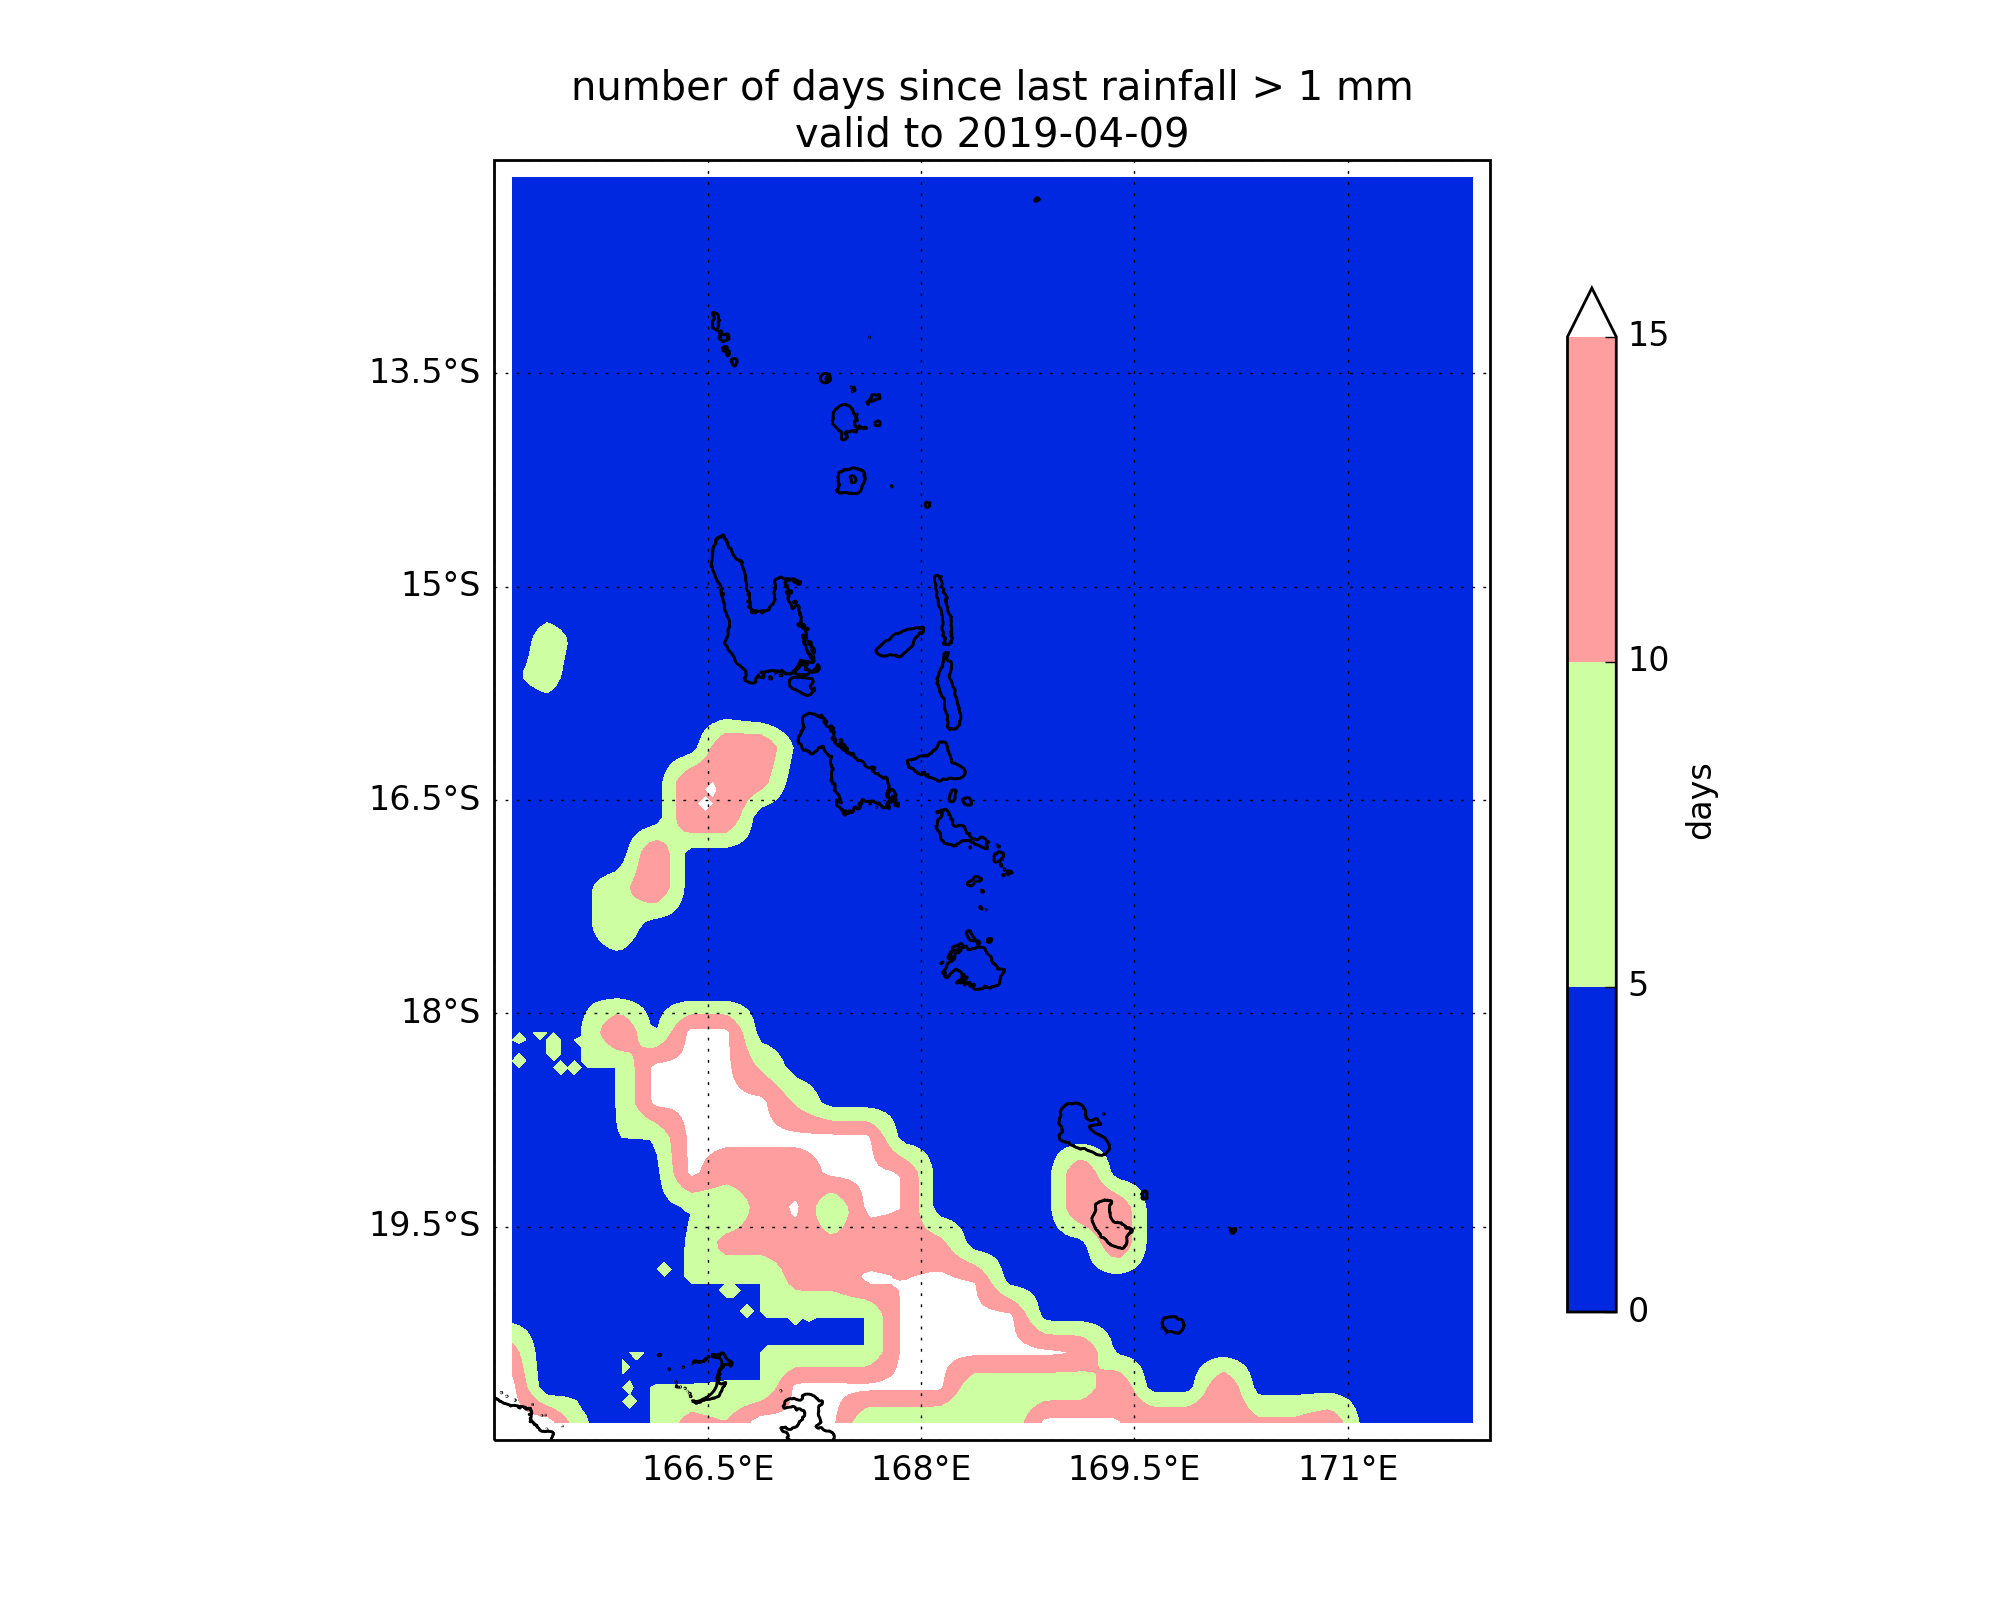 number of days since last rainfall > 1 mm
valid to 2019-04-09
13.5°S
15°S
16.5°S
18°S
19.5°S
166.5°E
168°E
169.5°E
171°E
15
10
5
0
days